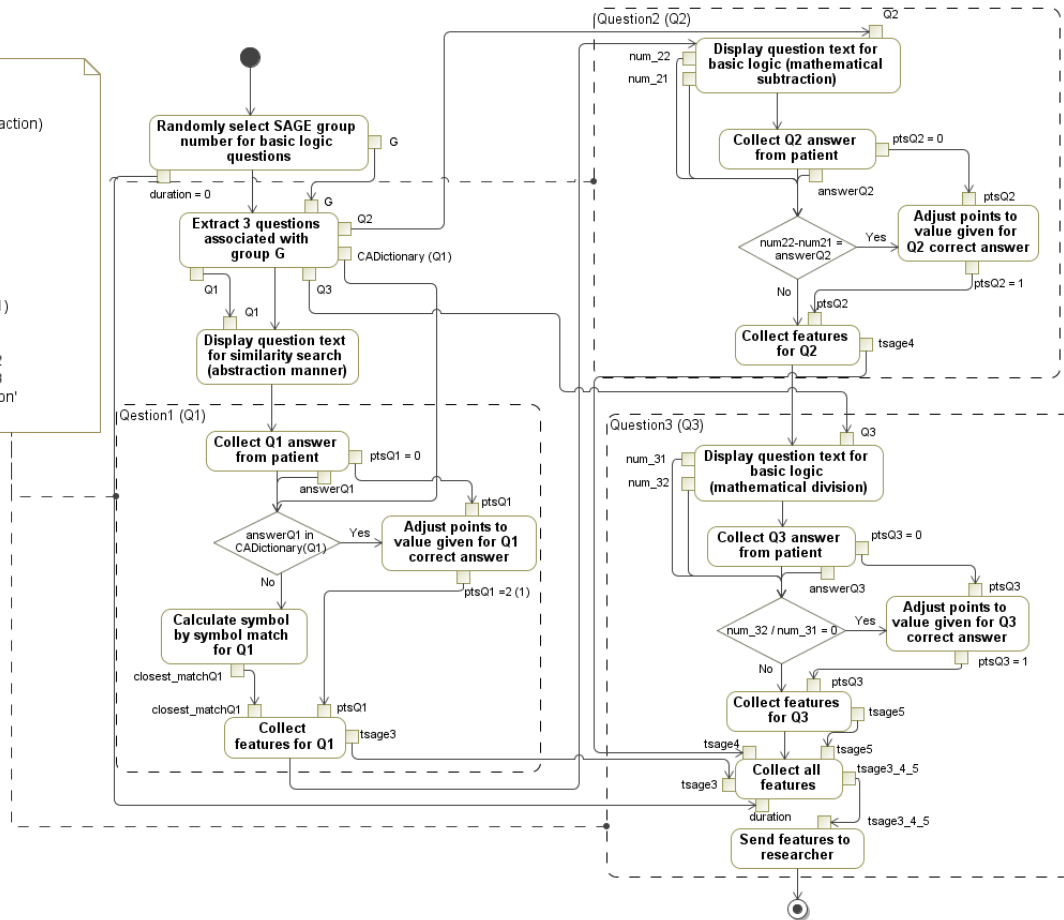 action)
)
2
3
on'
Randomly select SAGE group
number for basic logic
questions
G
duration = 0
G
Extract 3 questions
associated with
group G
Q2
CADictionary (Q1)
Q1
Q3
Q1
Display question text
for similarity search
(abstraction manner)
Qestion1 (Q1)
Collect Q1 answer
from patient
ptsQ1 = 0
answerQ1
ptsQ1
answerQ1 in
CADictionary(Q1)
Yes
Adjust points to
value given for Q1
correct answer
No
ptsQ1 =2 (1)
Calculate symbol
by symbol match
for Q1
closest_matchQ1
closest_matchQ1
ptsQ1
Collect
features for Q1
tsage3
Question2 (Q2)
Q2
num_22
num_21
Display question text for
basic logic (mathematical
subtraction)
Collect Q2 answer
from patient
ptsQ2 = 0
answerQ2
ptsQ2
num22-num21 =
answerQ2
Yes
Adjust points to
value given for
Q2 correct answer
No
ptsQ2 = 1
ptsQ2
Collect features
for Q2
tsage4
Question3 (Q3)
Q3
num_31
num_32
Display question text for
basic logic
(mathematical division)
Collect Q3 answer
from patient
ptsQ3 = 0
answerQ3
ptsQ3
num_32 / num_31 = 0
Yes
Adjust points to
value given for Q3
correct answer
No
ptsQ3 = 1
ptsQ3
Collect features
for Q3
tsage5
tsage4
tsage5
tsage3
Collect all
features
tsage3_4_5
duration
tsage3_4_5
Send features to
researcher